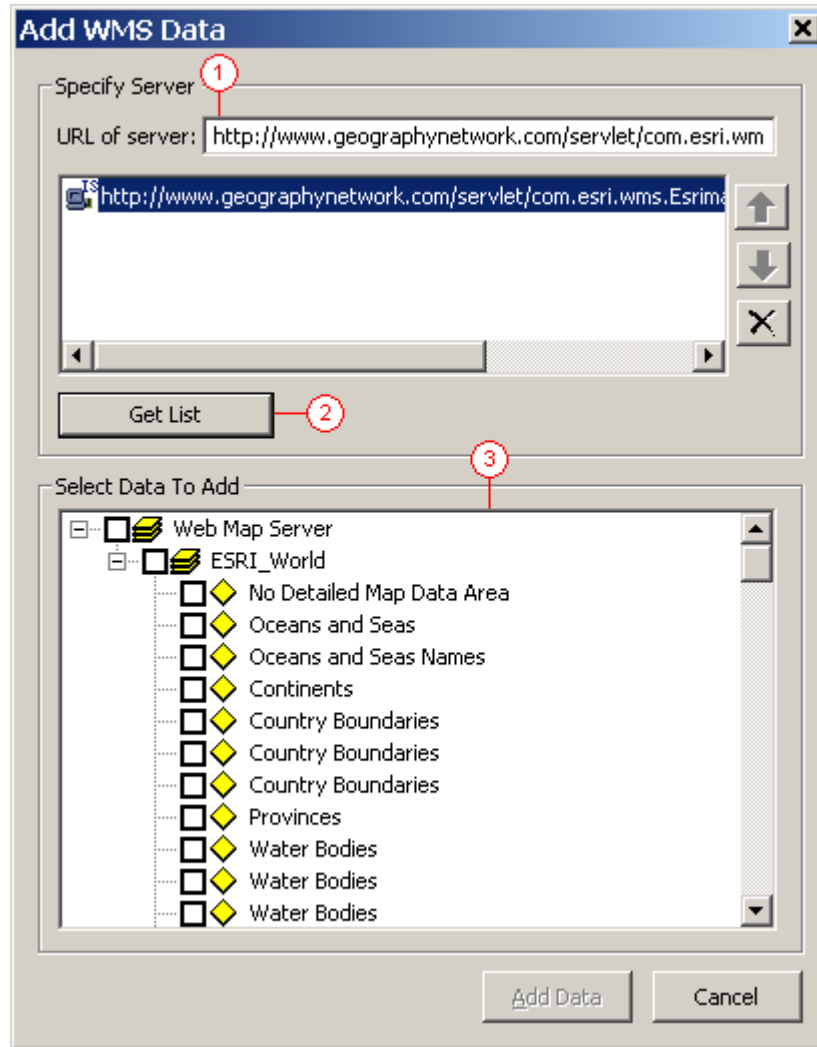 Add WMS Data
1
Specify Server
URL of server: http://www.geographynetwork.com/servlet/com.esri.wm
IS http://www.geographynetwork.com/servlet/com.esri.wms.Esrima
Get List
2
3
Select Data To Add
Web Map Server
ESRI_World
No Detailed Map Data Area
Oceans and Seas
Oceans and Seas Names
Continents
Country Boundaries
Country Boundaries
Country Boundaries
Provinces
Water Bodies
Water Bodies
Water Bodies
Add Data Cancel